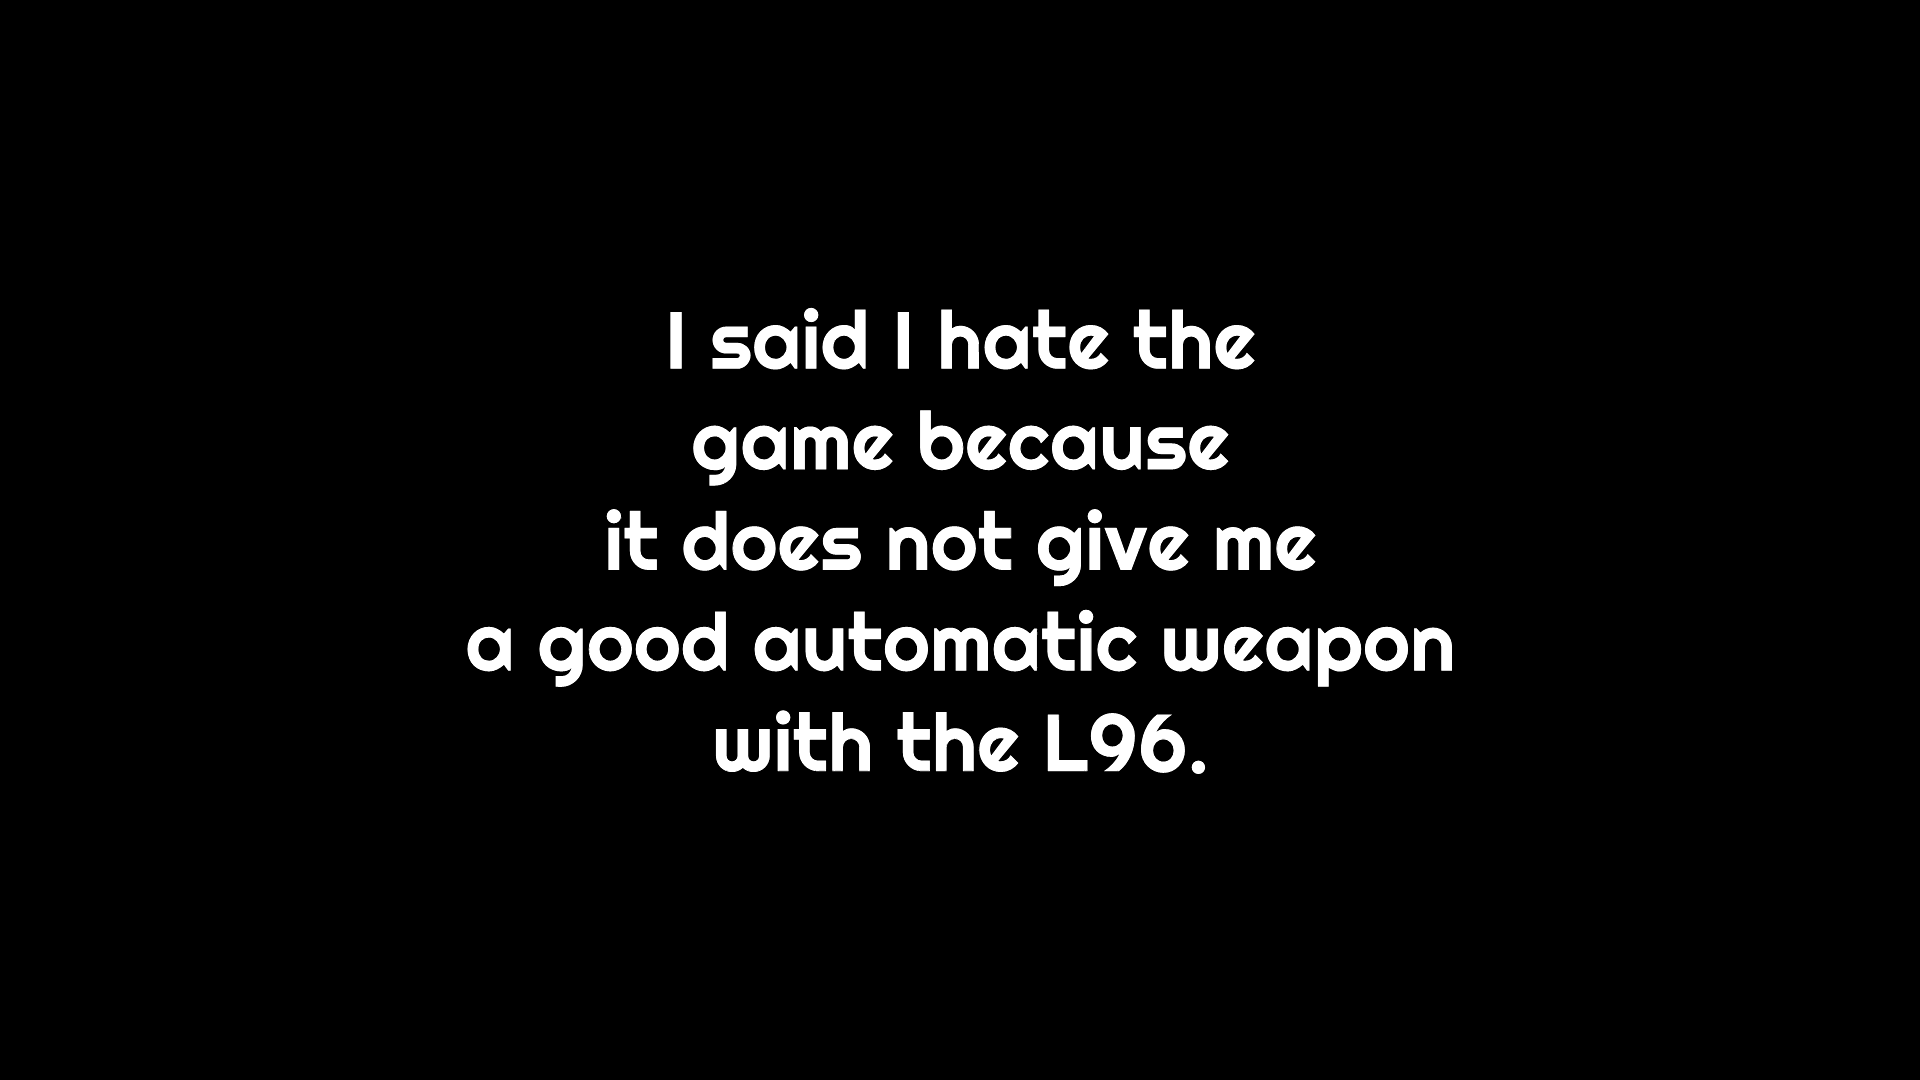 I said I hate the
game because
it does not give me
a good automatic weapon
with the L96.